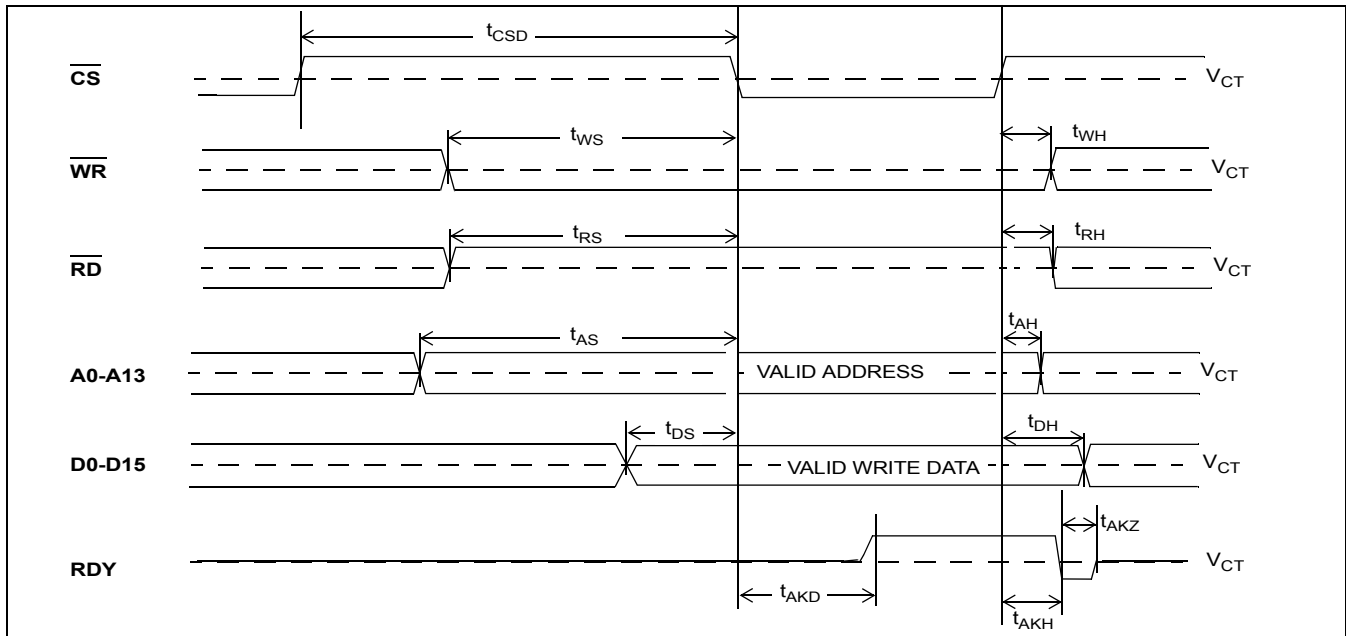 tCSD
CS VCT
tWS tWH
WR VCT
tRS tRH
RD VCT
tAS tAH
A0-A13 VALID ADDRESS VCT
tDS tDH
D0-D15 VALID WRITE DATA VCT
tAKZ
RDY VCT
tAKD tAKH